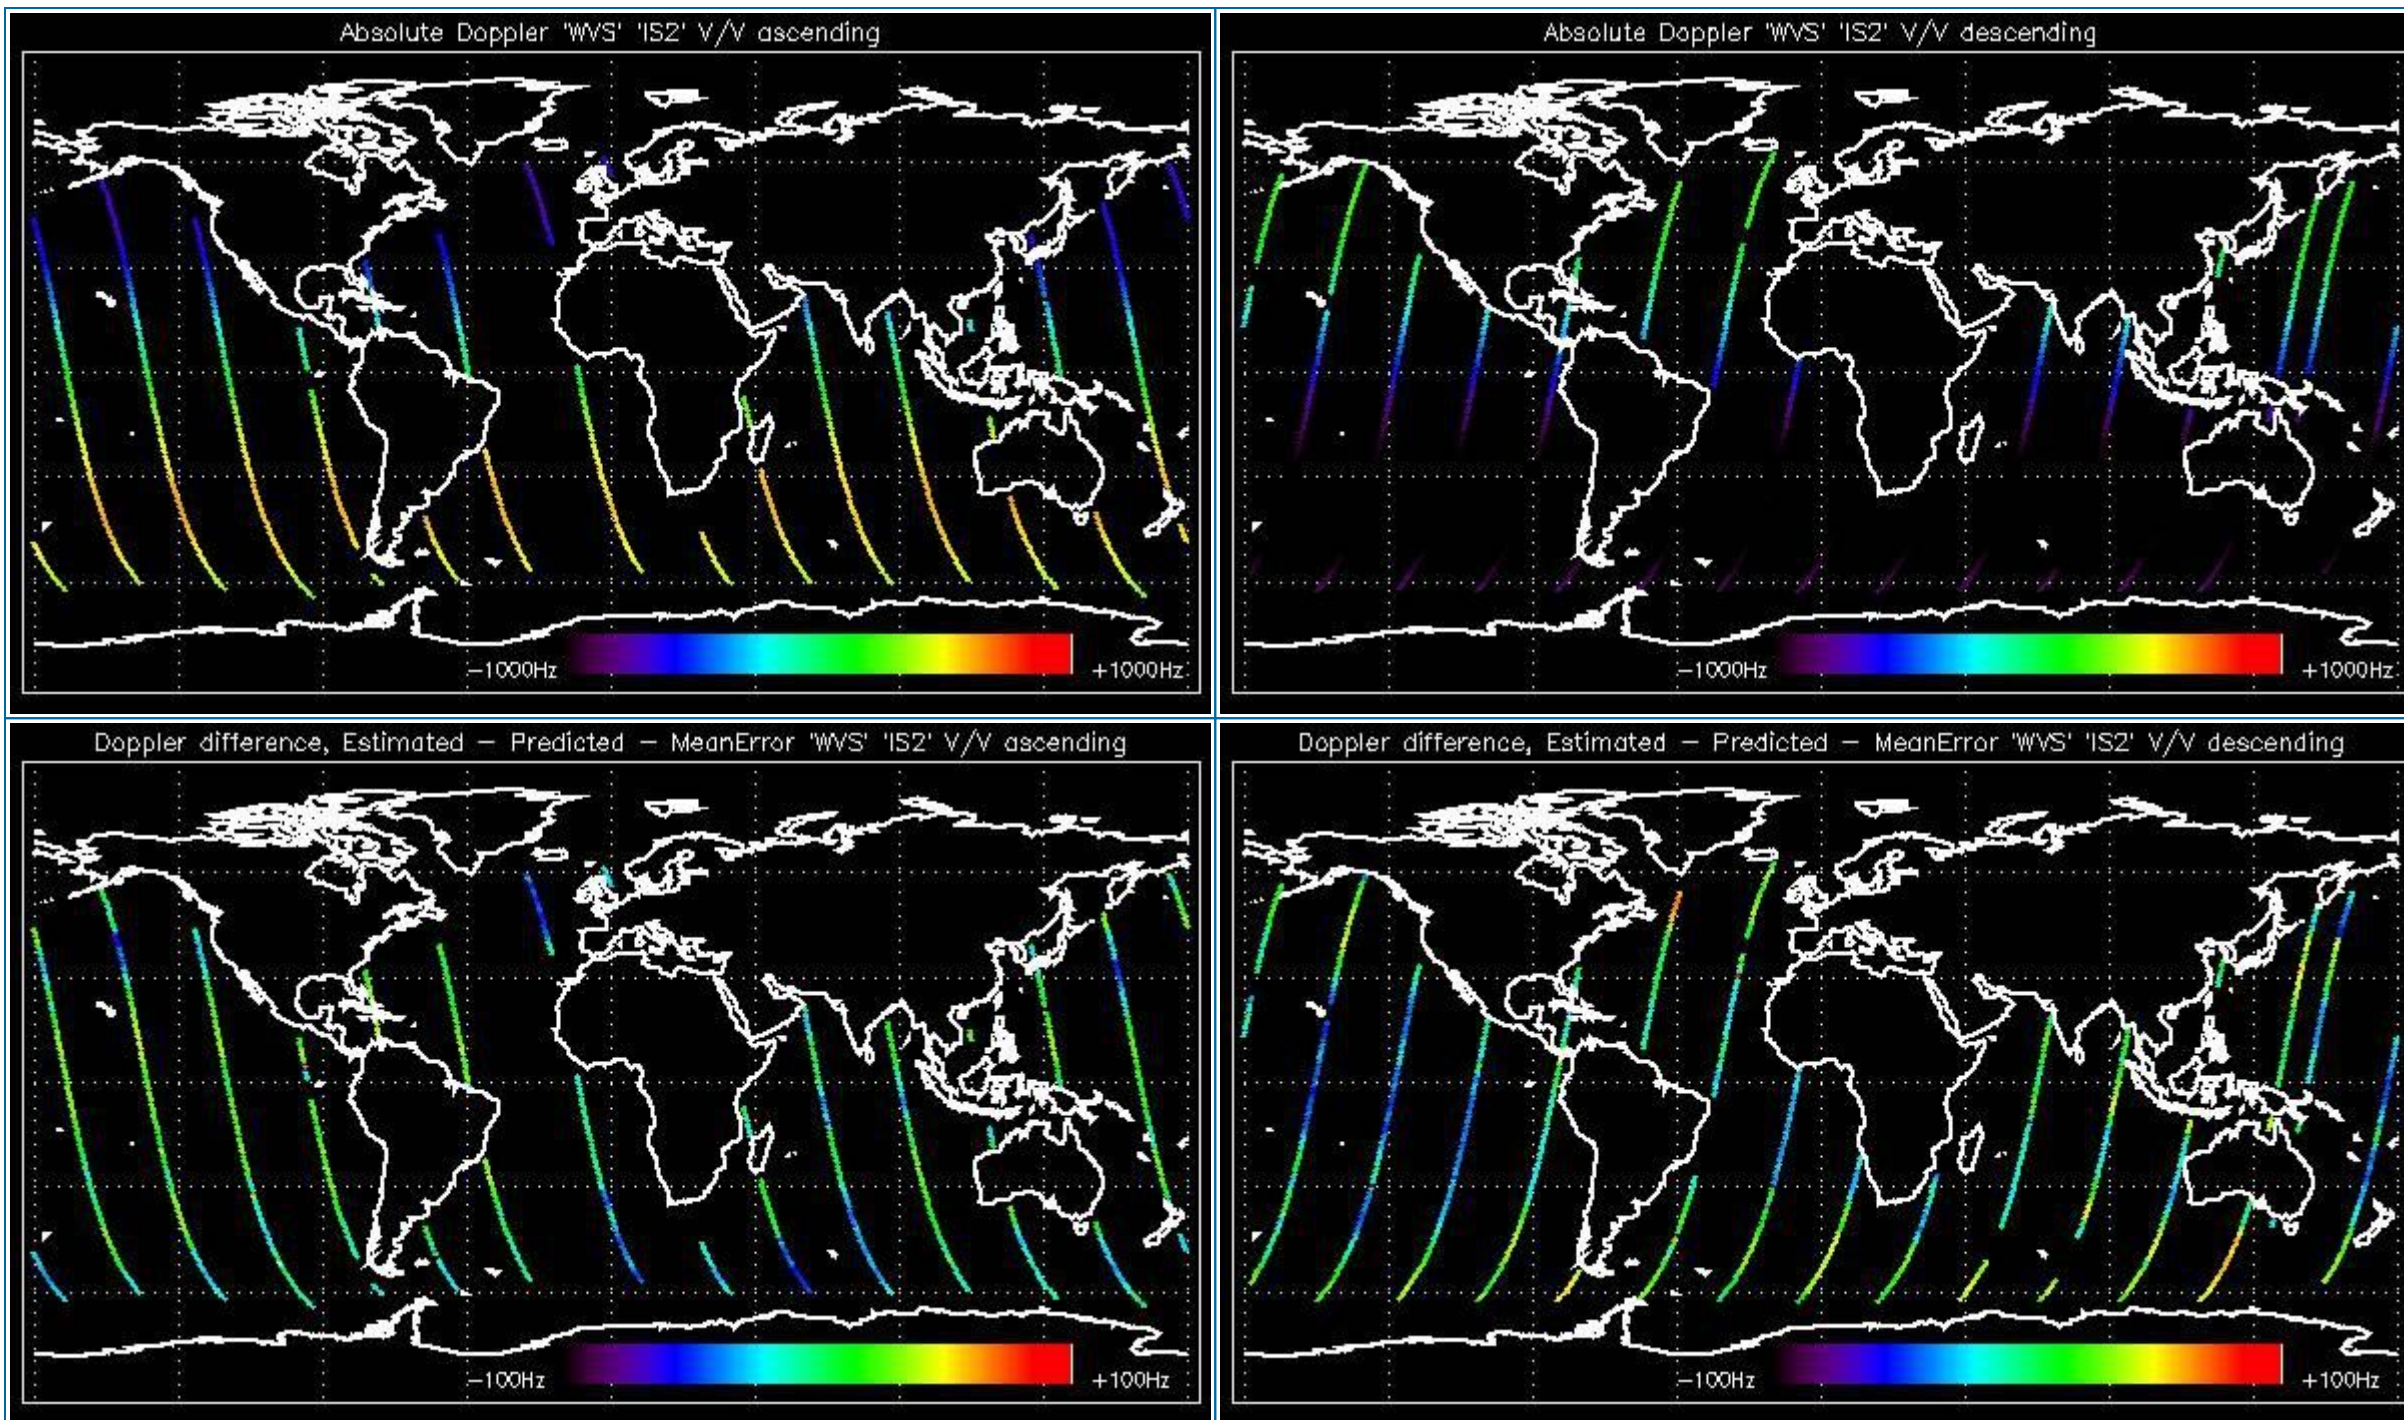 Absolute Doppler 'WVS' 'IS2' V/V ascending
-1000Hz
+1000Hz
Absolute Doppler 'WVS' 'IS2' V/V descending
-1000Hz
+1000Hz
Doppler difference, Estimated - Predicted - MeanError 'WVS' 'IS2' V/V ascending
-100Hz
+100Hz
Doppler difference, Estimated - Predicted - MeanError 'WVS' 'IS2' V/V descending
-100Hz
+100Hz